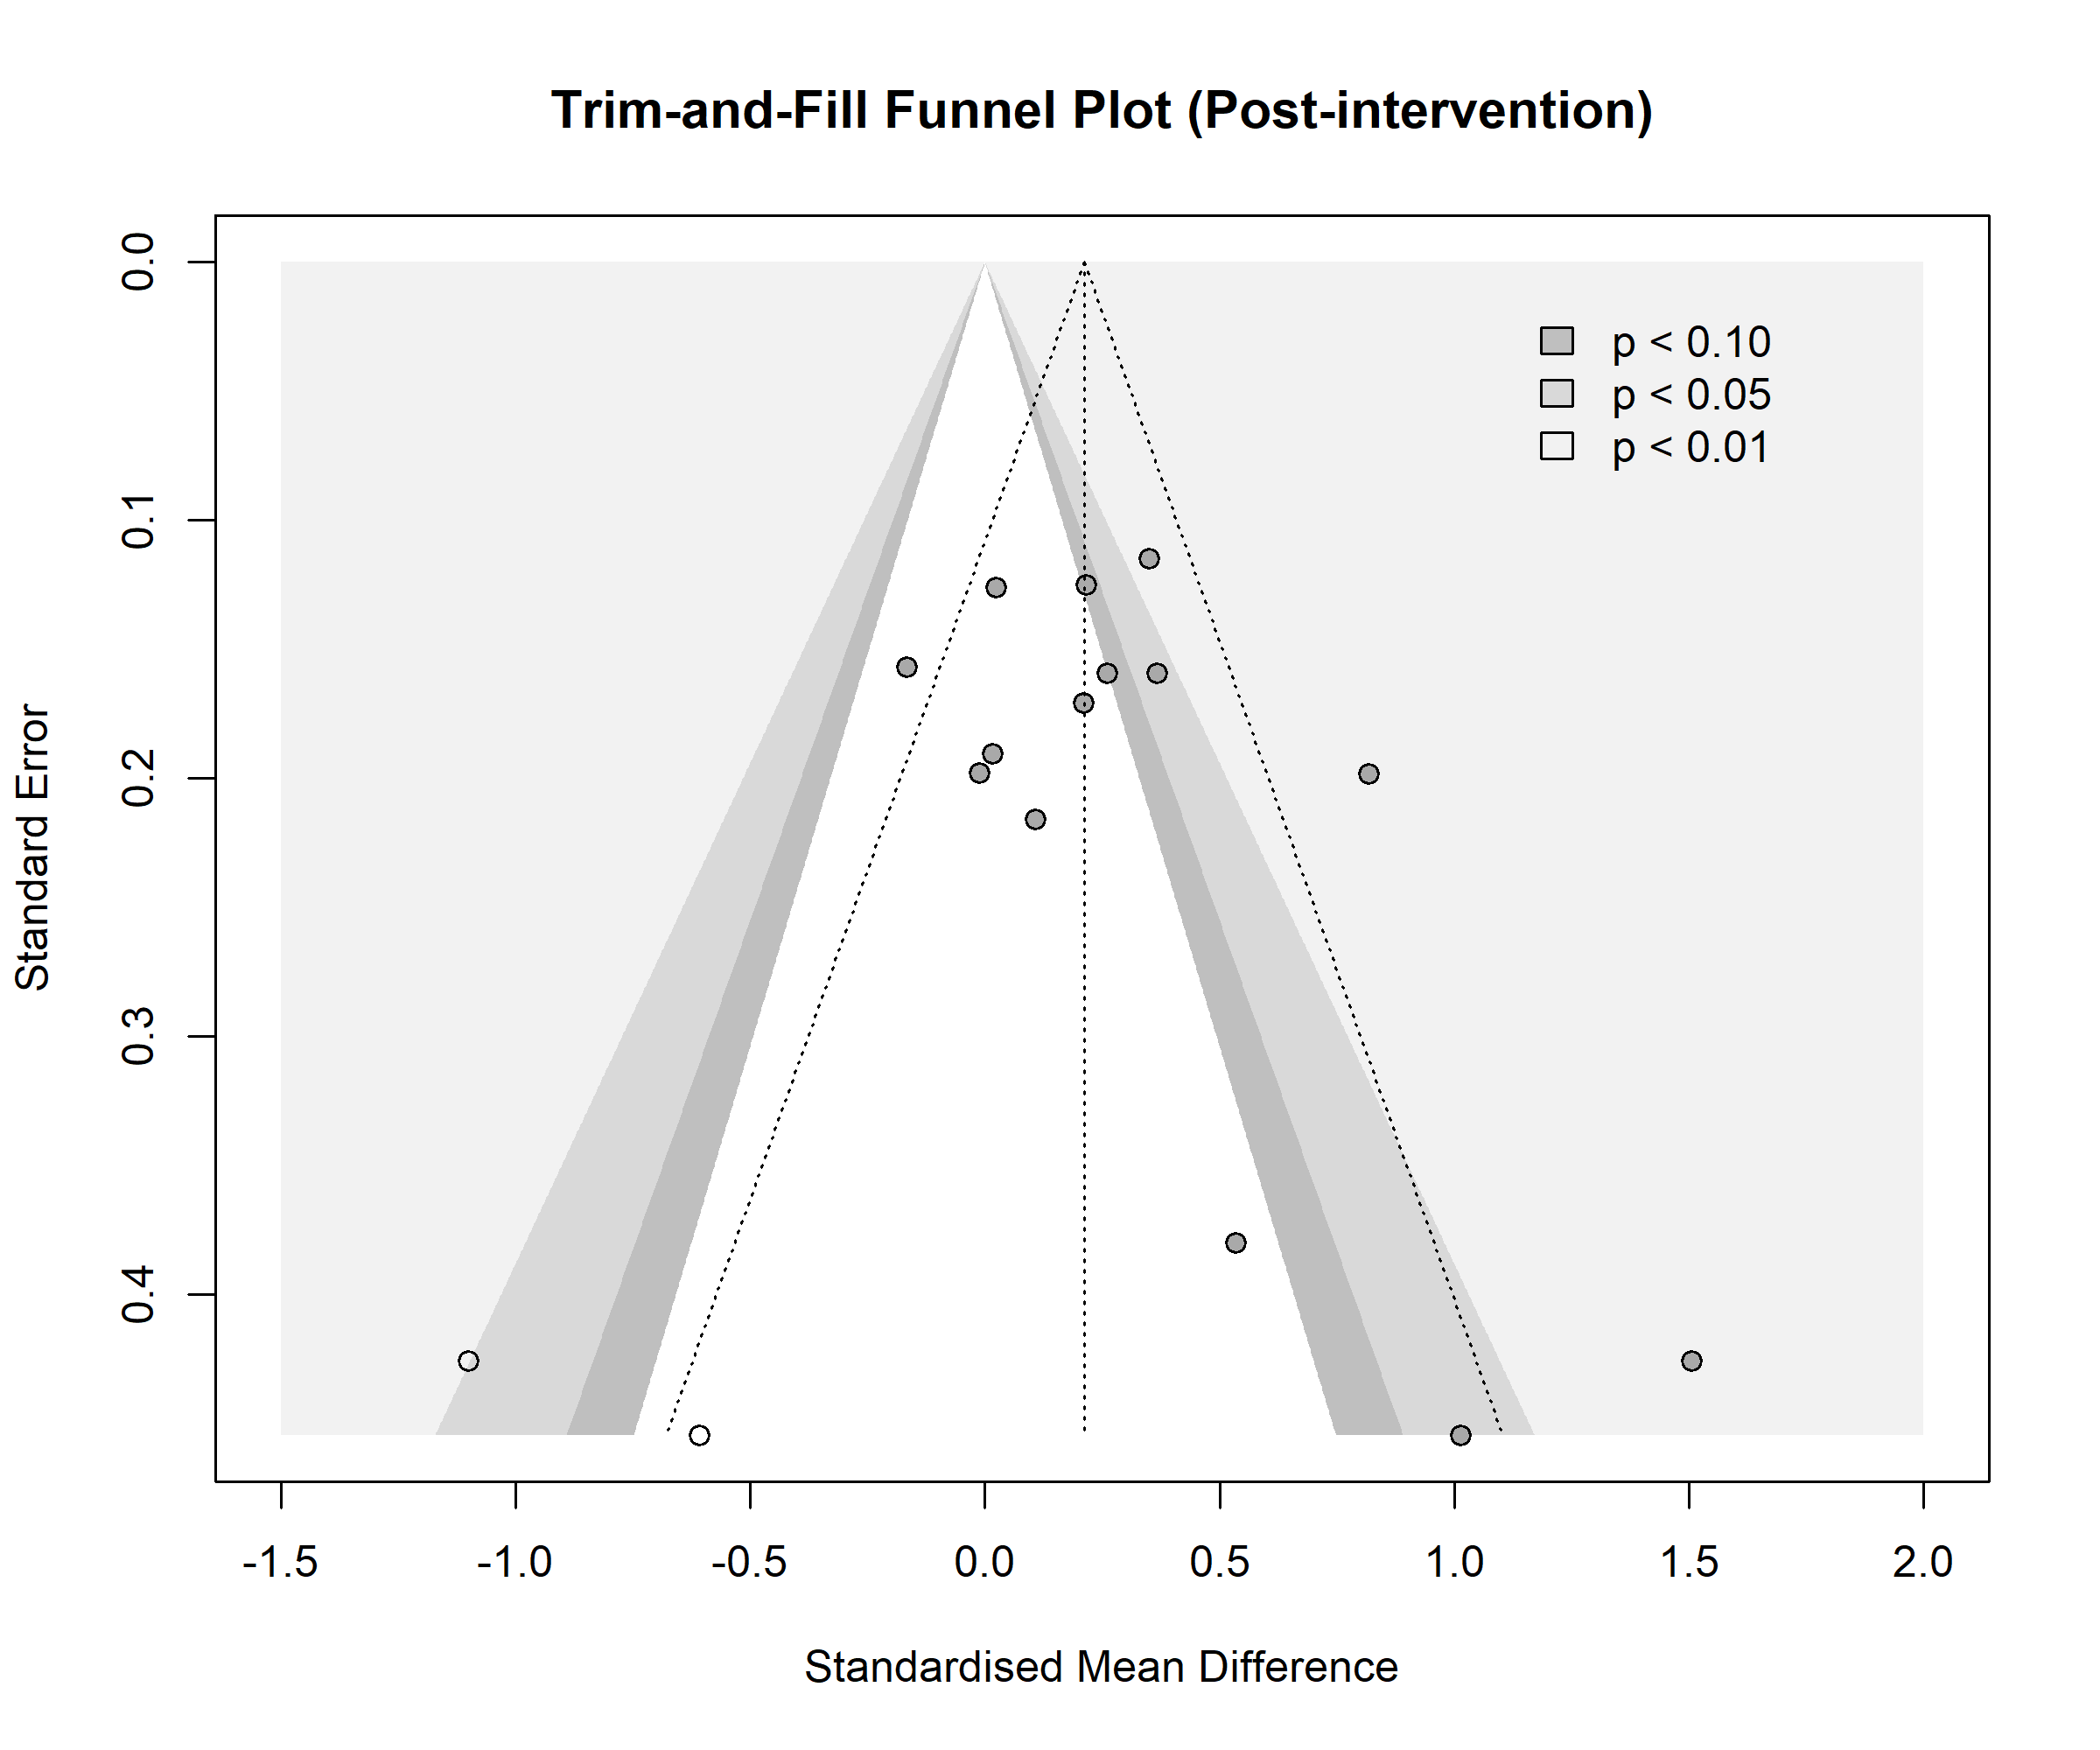 Trim-and-Fill Funnel Plot (Post-intervention)
p < 0.10
p < 0.05
p < 0.01
Standard Error
0.0
0.1
0.2
0.3
0.4
-1.5 -1.0 -0.5 0.0 0.5 1.0 1.5 2.0
Standardised Mean Difference